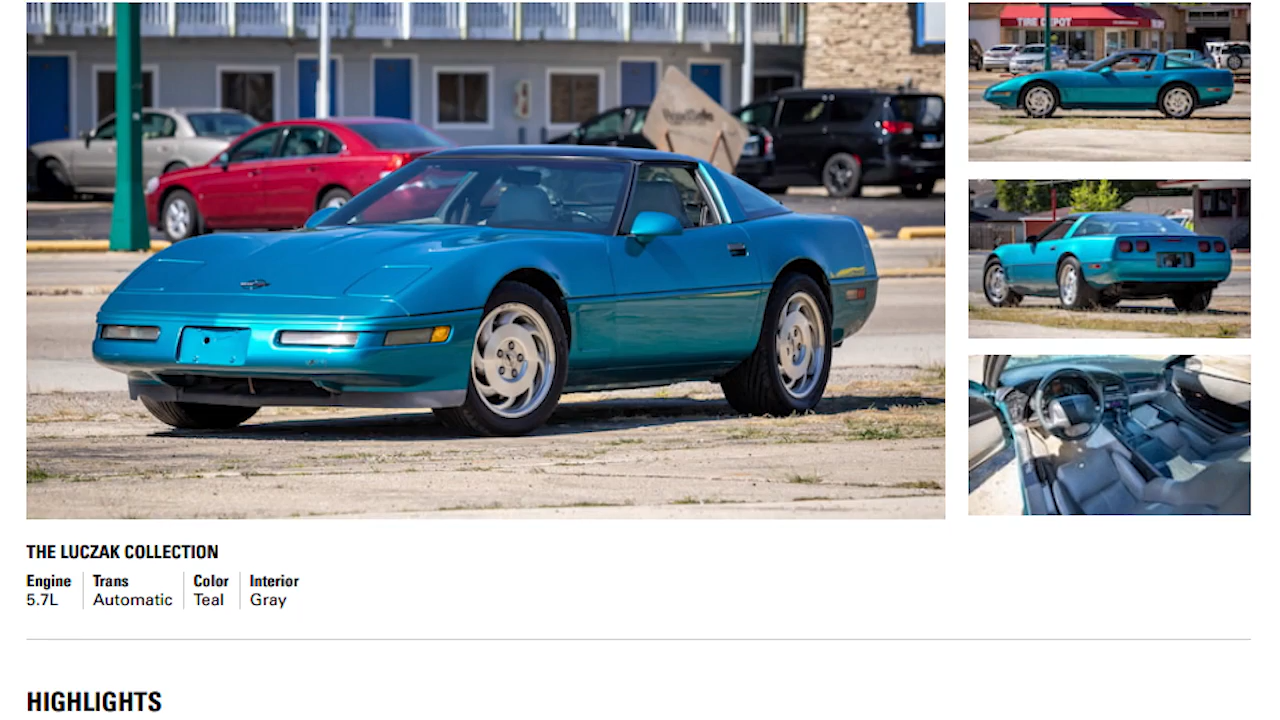 TIRE DEPOT
THE LUCZAK COLLECTION
Engine
5.7L
Trans
Automatic
Color
Teal
Interior
Gray
HIGHLIGHTS